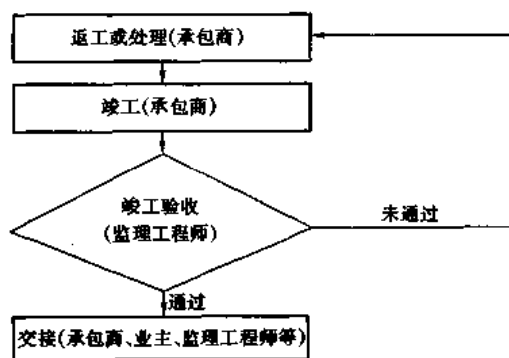 返工或处理(承包商)
竣工(承包商)
竣工验收
(监理工程师)
未通过
通过
交接(承包商、业主、监理工程师等)